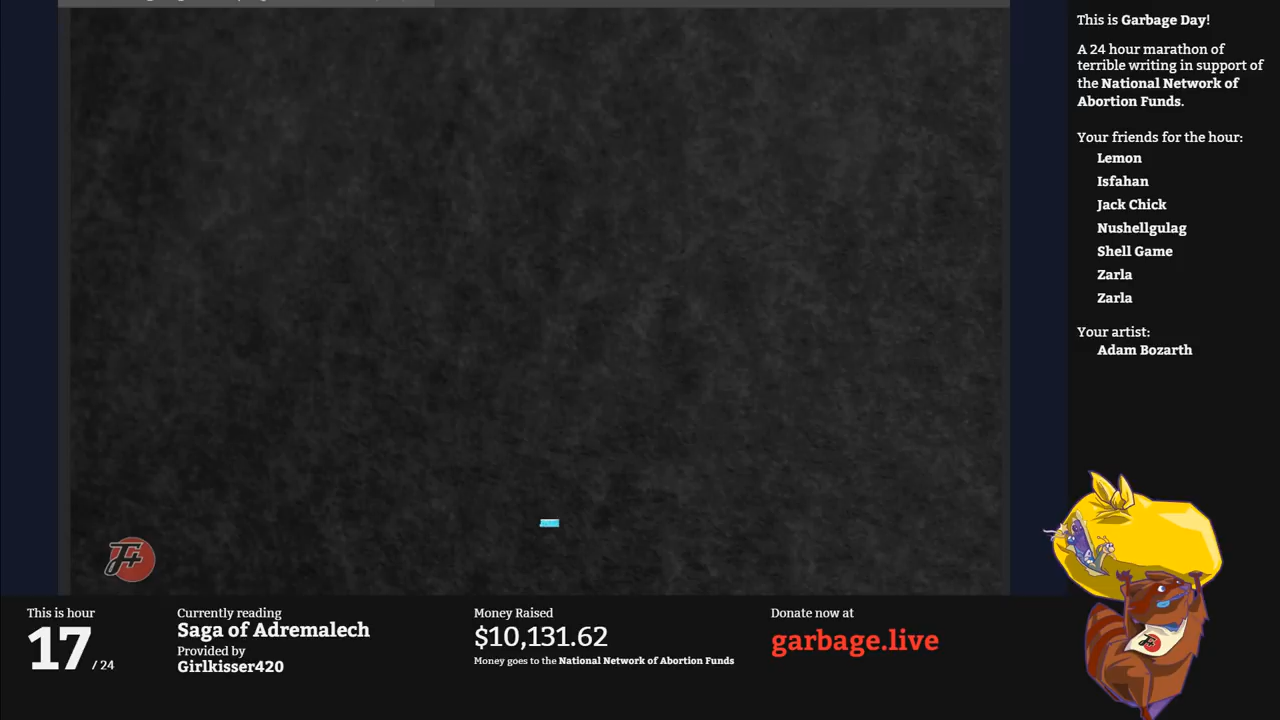 This is Garbage Day!
A 24 hour marathon of
terrible writing in support of
the National Network of
Abortion Funds.
Your friends for the hour:
Lemon
Isfahan
Jack Chick
Nushellgulag
Shell Game
Zarla
Zarla
Your artist:
Adam Bozarth
This is hour
17 / 24
Currently reading
Saga of Adremalech
Provided by
Girlkisser420
Money Raised
$10,131.62
Money goes to the National Network of Abortion Funds
Donate now at
garbage.live